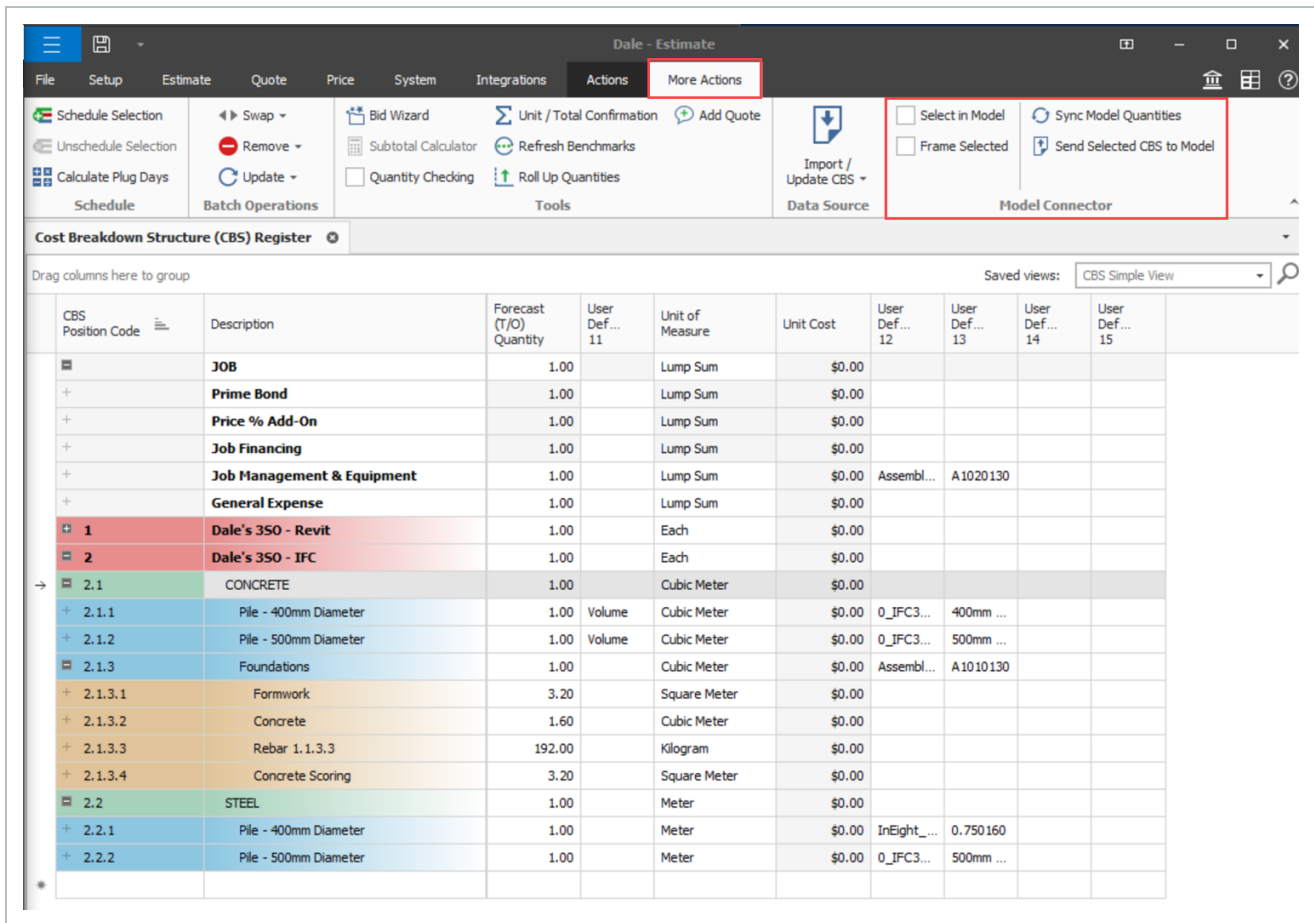 Dale - Estimate
File Setup Estimate Quote Price System Integrations Actions More Actions
Schedule Selection Swap Bid Wizard Unit / Total Confirmation Add Quote Select in Model Sync Model Quantities
Unschedule Selection Remove Subtotal Calculator Refresh Benchmarks Import / Update CBS Frame Selected Send Selected CBS to Model
Calculate Plug Days Update Quantity Checking Roll Up Quantities
Schedule Batch Operations Tools Data Source Model Connector
Cost Breakdown Structure (CBS) Register
Drag columns here to group Saved views: CBS Simple View
CBS Position Code Description Forecast (T/O) Quantity User Def... 11 Unit of Measure Unit Cost User Def... 12 User Def... 13 User Def... 14 User Def... 15
JOB 1.00 Lump Sum $0.00
Prime Bond 1.00 Lump Sum $0.00
Price % Add-On 1.00 Lump Sum $0.00
Job Financing 1.00 Lump Sum $0.00
Job Management & Equipment 1.00 Lump Sum $0.00 Assembl... A1020130
General Expense 1.00 Lump Sum $0.00
1 Dale's 350 - Revit 1.00 Each $0.00
2 Dale's 350 - IFC 1.00 Each $0.00
2.1 CONCRETE 1.00 Cubic Meter $0.00
2.1.1 Pile - 400mm Diameter 1.00 Volume Cubic Meter $0.00 0_IFC3... 400mm ...
2.1.2 Pile - 500mm Diameter 1.00 Volume Cubic Meter $0.00 0_IFC3... 500mm ...
2.1.3 Foundations 1.00 Cubic Meter $0.00 Assembl... A1010130
2.1.3.1 Formwork 3.20 Square Meter $0.00
2.1.3.2 Concrete 1.60 Cubic Meter $0.00
2.1.3.3 Rebar 1.1.3.3 192.00 Kilogram $0.00
2.1.3.4 Concrete Scoring 3.20 Square Meter $0.00
2.2 STEEL 1.00 Meter $0.00
2.2.1 Pile - 400mm Diameter 1.00 Meter $0.00 InEight_... 0.750160
2.2.2 Pile - 500mm Diameter 1.00 Meter $0.00 0_IFC3... 500mm ...